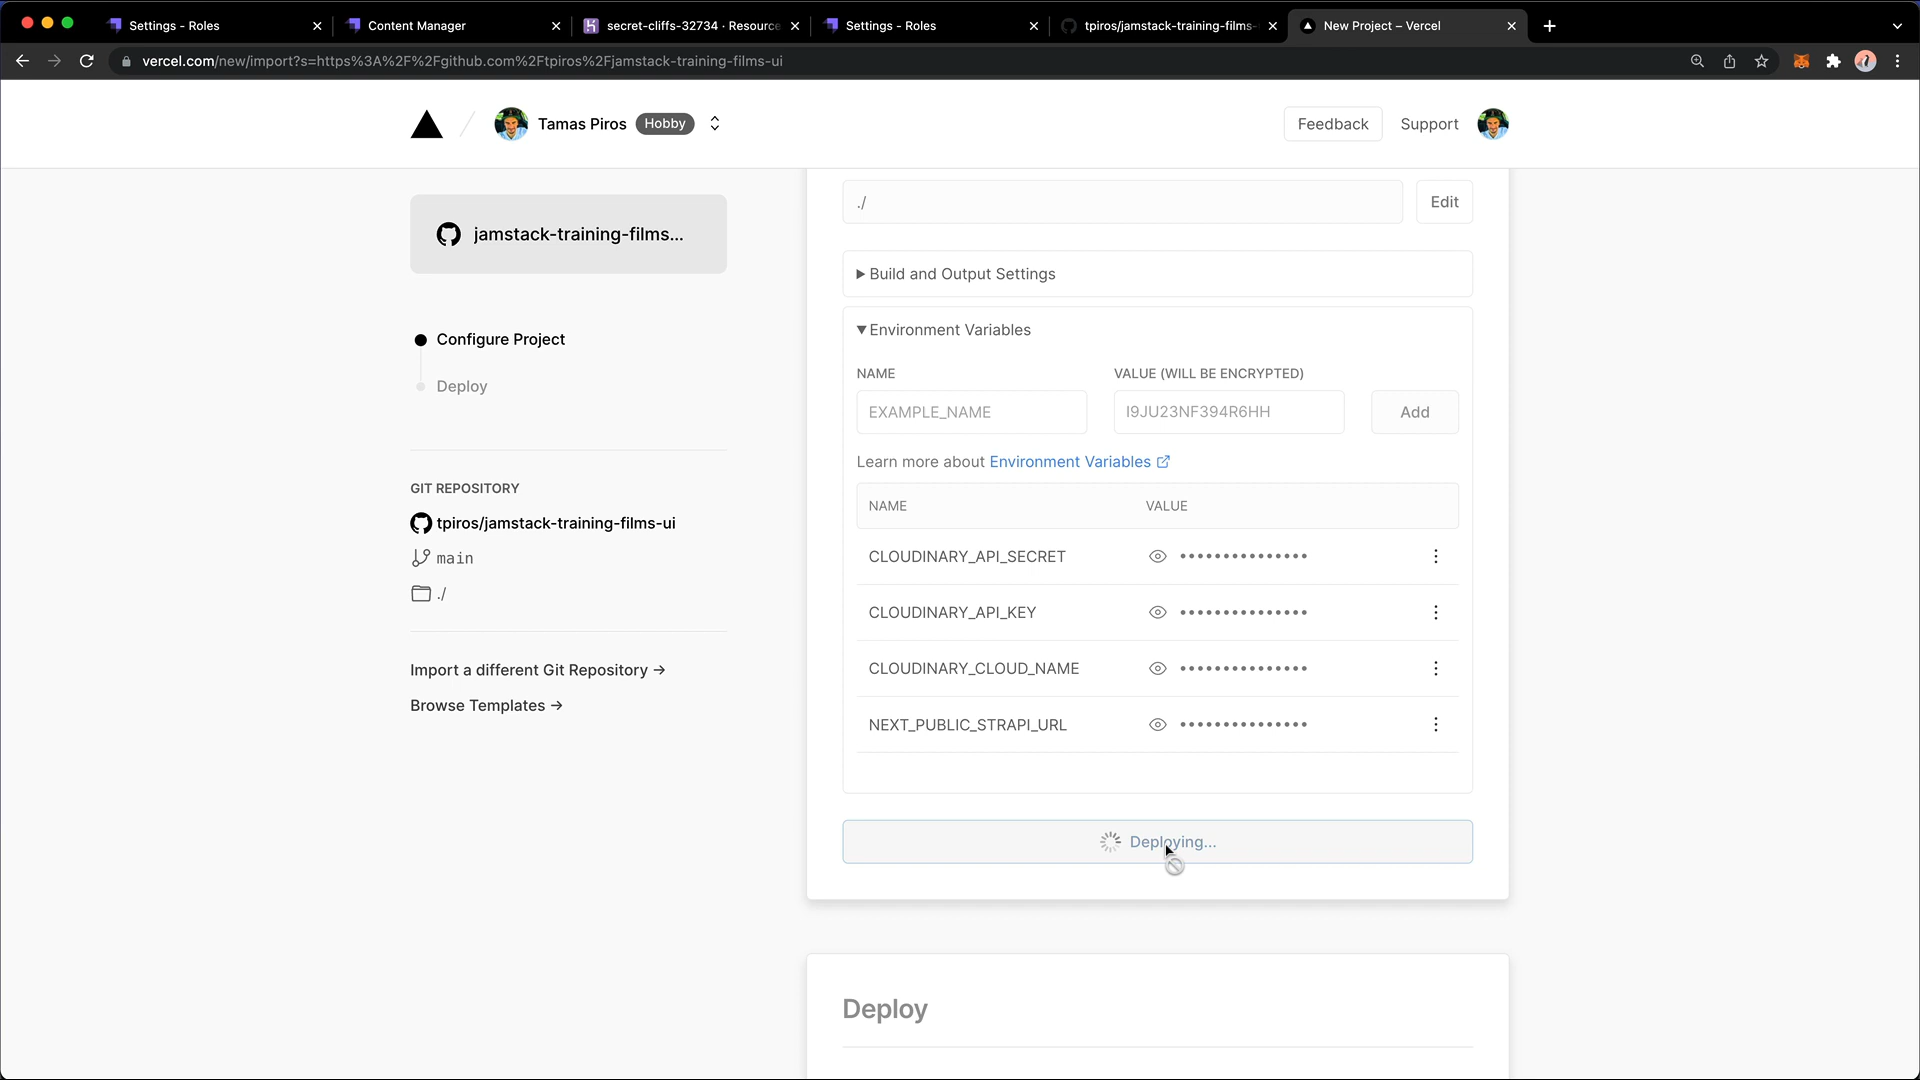 Settings - Roles
Content Manager
secret-cliffs-32734 · Resource
Settings - Roles
tpiros/jamstack-training-films-
New Project – Vercel
vercel.com/new/import?s=https%3A%2F%2Fgithub.com%2Ftpiros%2Fjamstack-training-films-ui
Tamas Piros
Hobby
Feedback
Support
jamstack-training-films...
Configure Project
Deploy
GIT REPOSITORY
tpiros/jamstack-training-films-ui
main
./
Import a different Git Repository →
Browse Templates →
./
Edit
Build and Output Settings
Environment Variables
NAME
VALUE (WILL BE ENCRYPTED)
EXAMPLE_NAME
I9JU23NF394R6HH
Add
Learn more about Environment Variables
NAME
VALUE
CLOUDINARY_API_SECRET
•••••••••••••••
CLOUDINARY_API_KEY
•••••••••••••••
CLOUDINARY_CLOUD_NAME
•••••••••••••••
NEXT_PUBLIC_STRAPI_URL
•••••••••••••••
Deploying...
Deploy